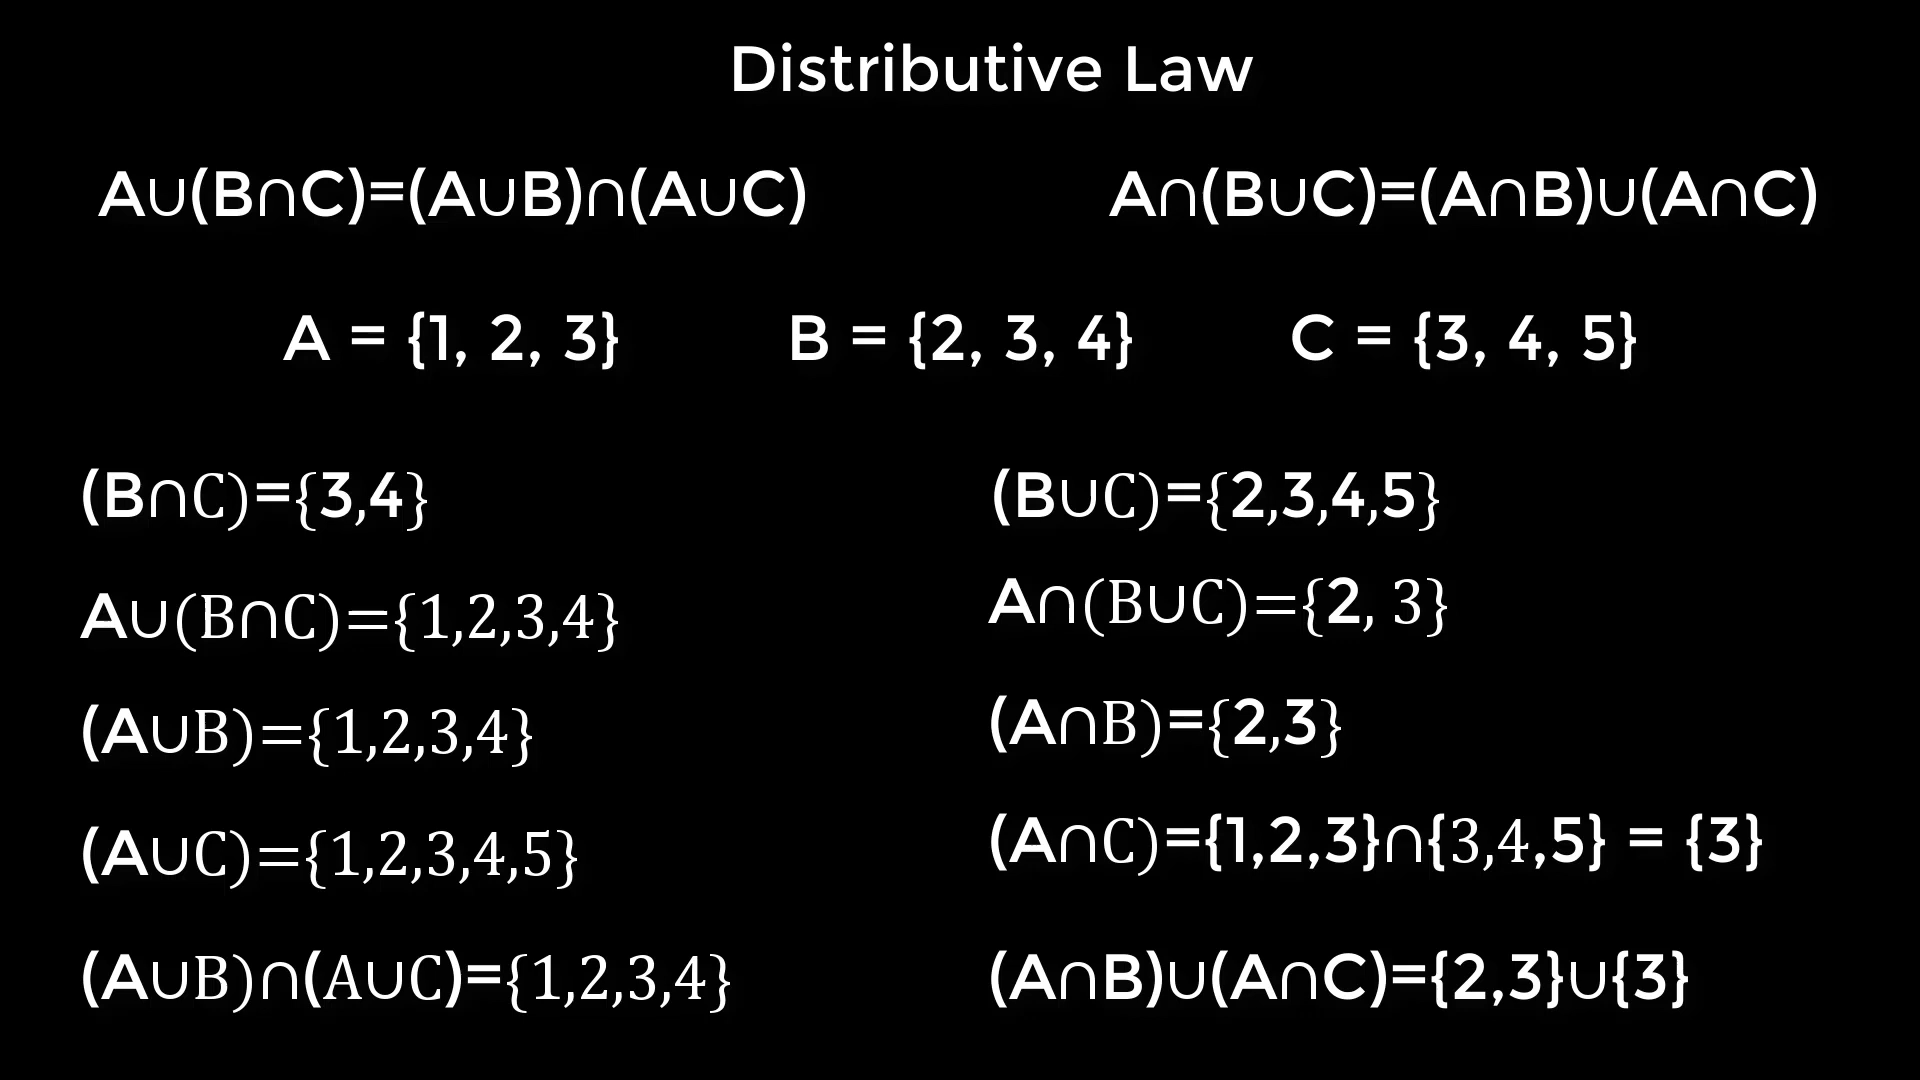 Distributive Law
A∪(B∩C)=(A∪B)∩(A∪C)
A∩(B∪C)=(A∩B)∪(A∩C)
A = {1, 2, 3}
B = {2, 3, 4}
C = {3, 4, 5}
(B∩C)={3,4}
A∪(B∩C)={1,2,3,4}
(A∪B)={1,2,3,4}
(A∪C)={1,2,3,4,5}
(A∪B)∩(A∪C)={1,2,3,4}
(B∪C)={2,3,4,5}
A∩(B∪C)={2, 3}
(A∩B)={2,3}
(A∩C)={1,2,3}∩{3,4,5} = {3}
(A∩B)∪(A∩C)={2,3}∪{3}